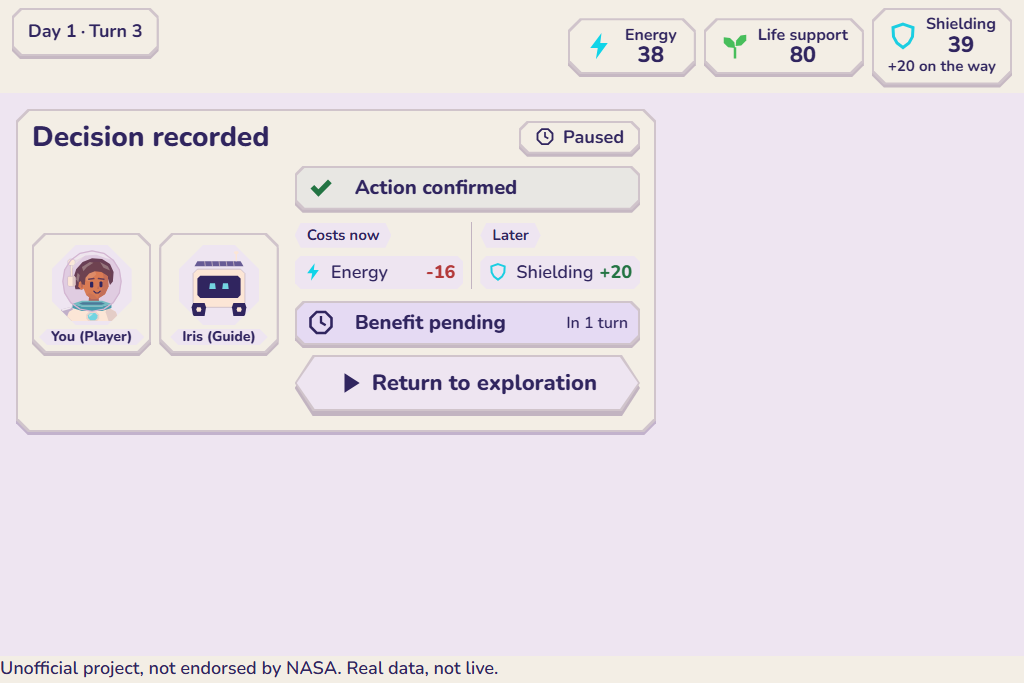 Day 1 · Turn 3
Energy
38
Life support
80
Shielding
39
+20 on the way
Decision recorded
Paused
Action confirmed
Costs now
Later
Energy -16
Shielding +20
You (Player)
Iris (Guide)
Benefit pending In 1 turn
Return to exploration
Unofficial project, not endorsed by NASA. Real data, not live.